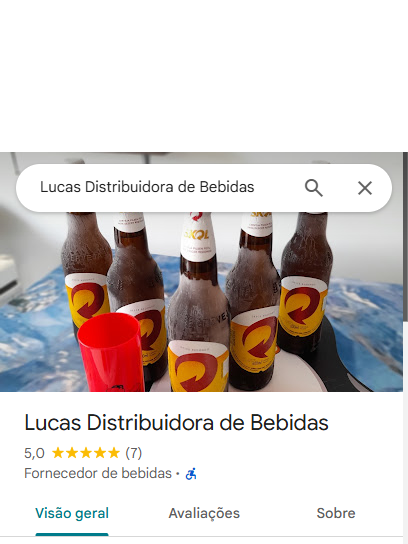 Lucas Distribuidora de Bebidas
SKOL
SKOL
Lucas Distribuidora de Bebidas
5,0 (7)
Fornecedor de bebidas ·
Visão geral
Avaliações
Sobre